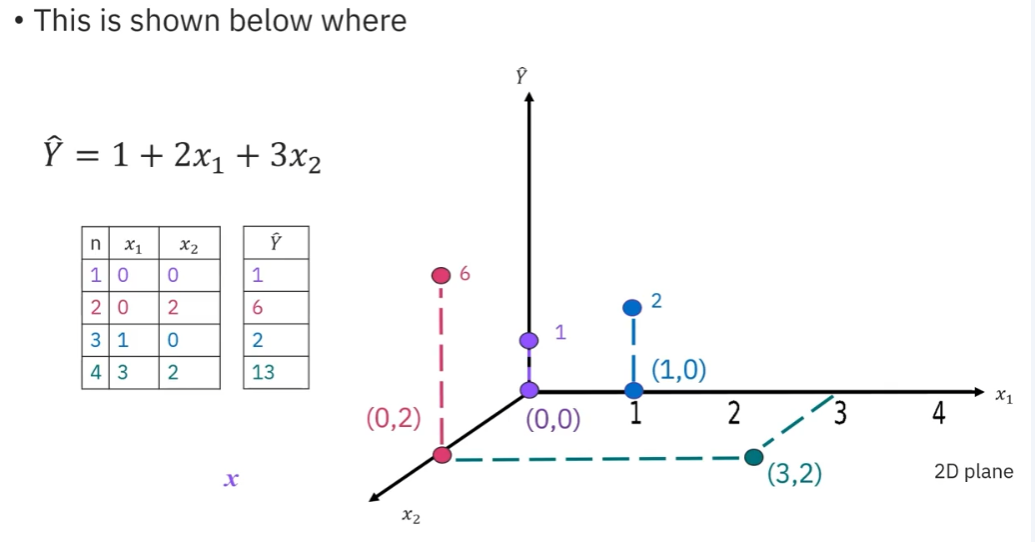 • This is shown below where
Ŷ
Ŷ = 1 + 2x₁ + 3x₂
n x₁ x₂ Ŷ
1 0 0 1
2 0 2 6
3 1 0 2
4 3 2 13
6
2
1
(1,0)
x₁
(0,2)
(0,0)
1 2 3 4
x
(3,2)
2D plane
x₂